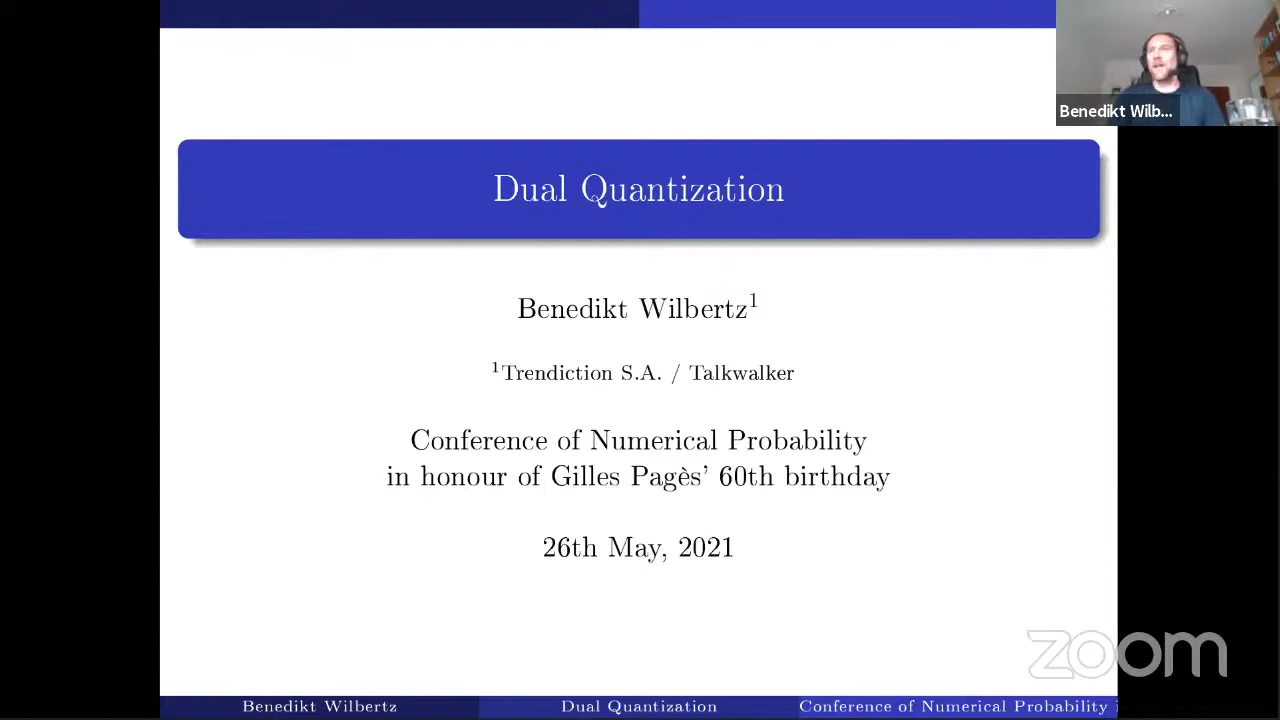 Benedikt Wilb...
Dual Quantization
Benedikt Wilbertz¹
¹Trendiction S.A. / Talkwalker
Conference of Numerical Probability
in honour of Gilles Pagès' 60th birthday
26th May, 2021
zoom
Benedikt Wilbertz
Dual Quantization
Conference of Numerical Probability i